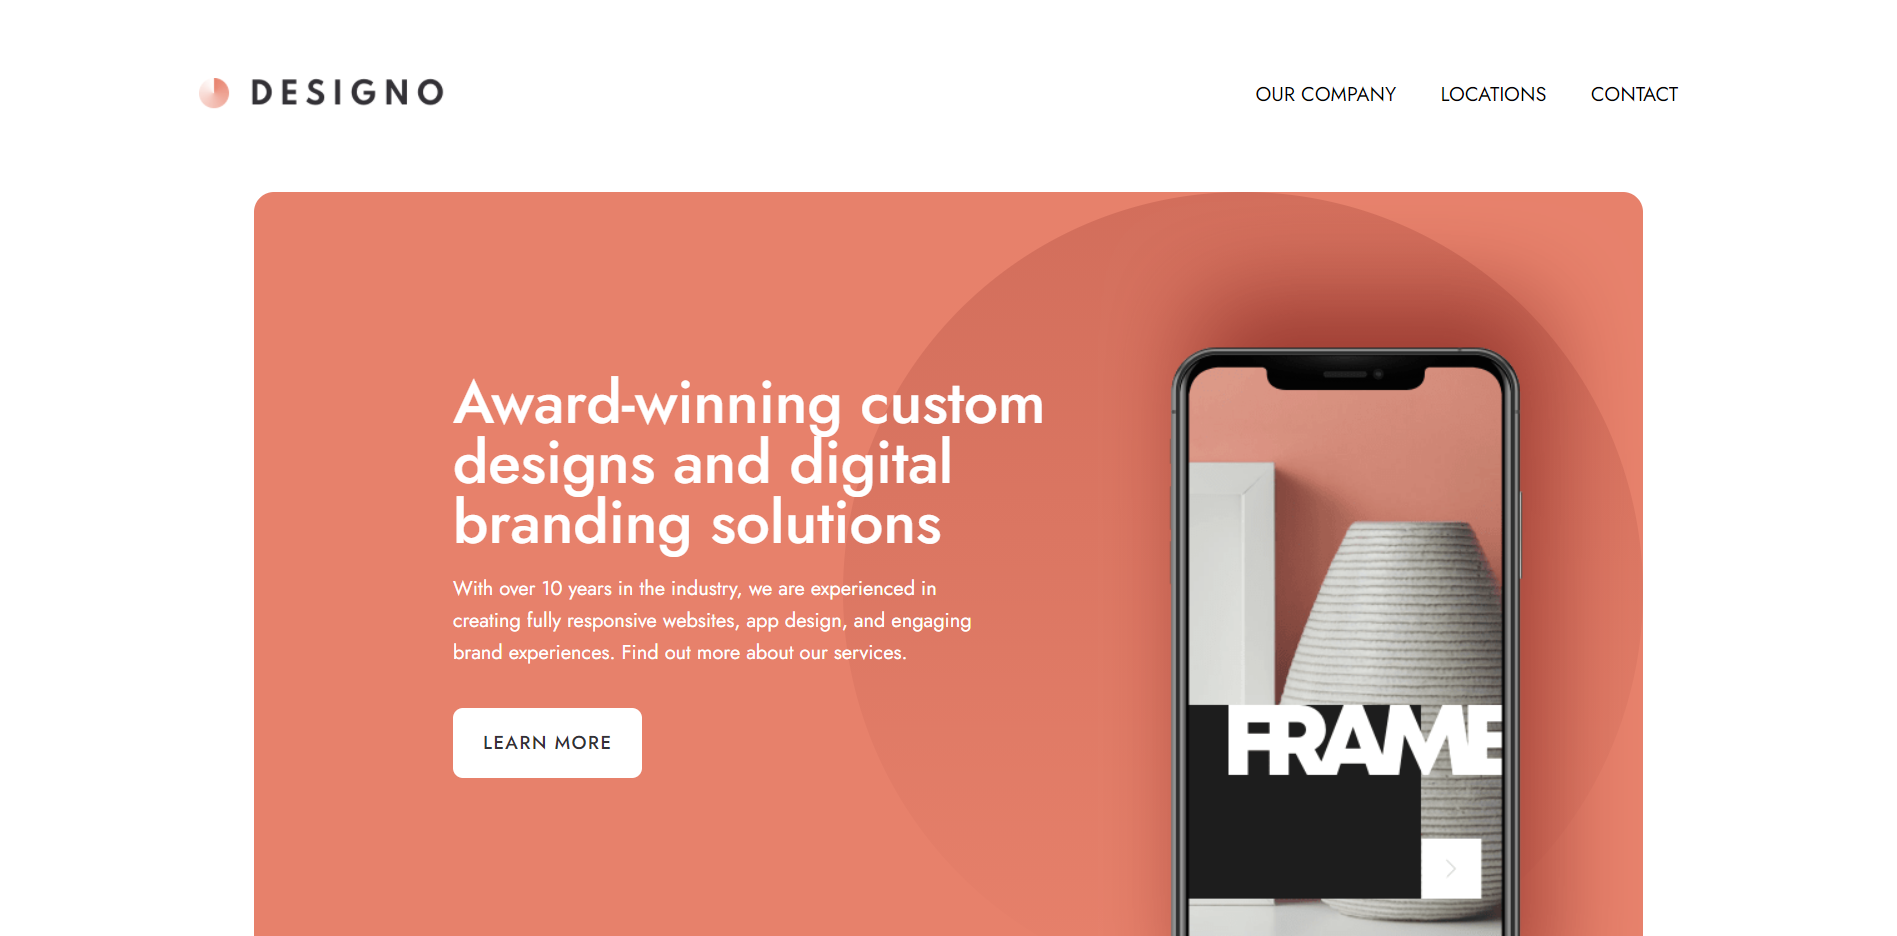 DESIGNO
OUR COMPANY LOCATIONS CONTACT
Award-winning custom
designs and digital
branding solutions
With over 10 years in the industry, we are experienced in
creating fully responsive websites, app design, and engaging
brand experiences. Find out more about our services.
LEARN MORE
FRAME